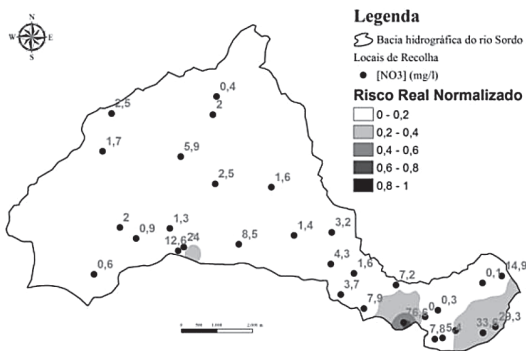 N
W
E
S
Legenda
Bacia hidrográfica do rio Sordo
Locais de Recolha
[NO3] (mg/l)
Risco Real Normalizado
0 - 0,2
0,2 - 0,4
0,4 - 0,6
0,6 - 0,8
0,8 - 1
0,4
2,5
2
1,7
5,9
2,5
1,6
2
0,9
1,3
12,6
24
8,5
1,4
3,2
0,6
4,3
1,6
3,7
7,2
7,9
0,1
14,9
0,3
0
7,8
33,6
29,3